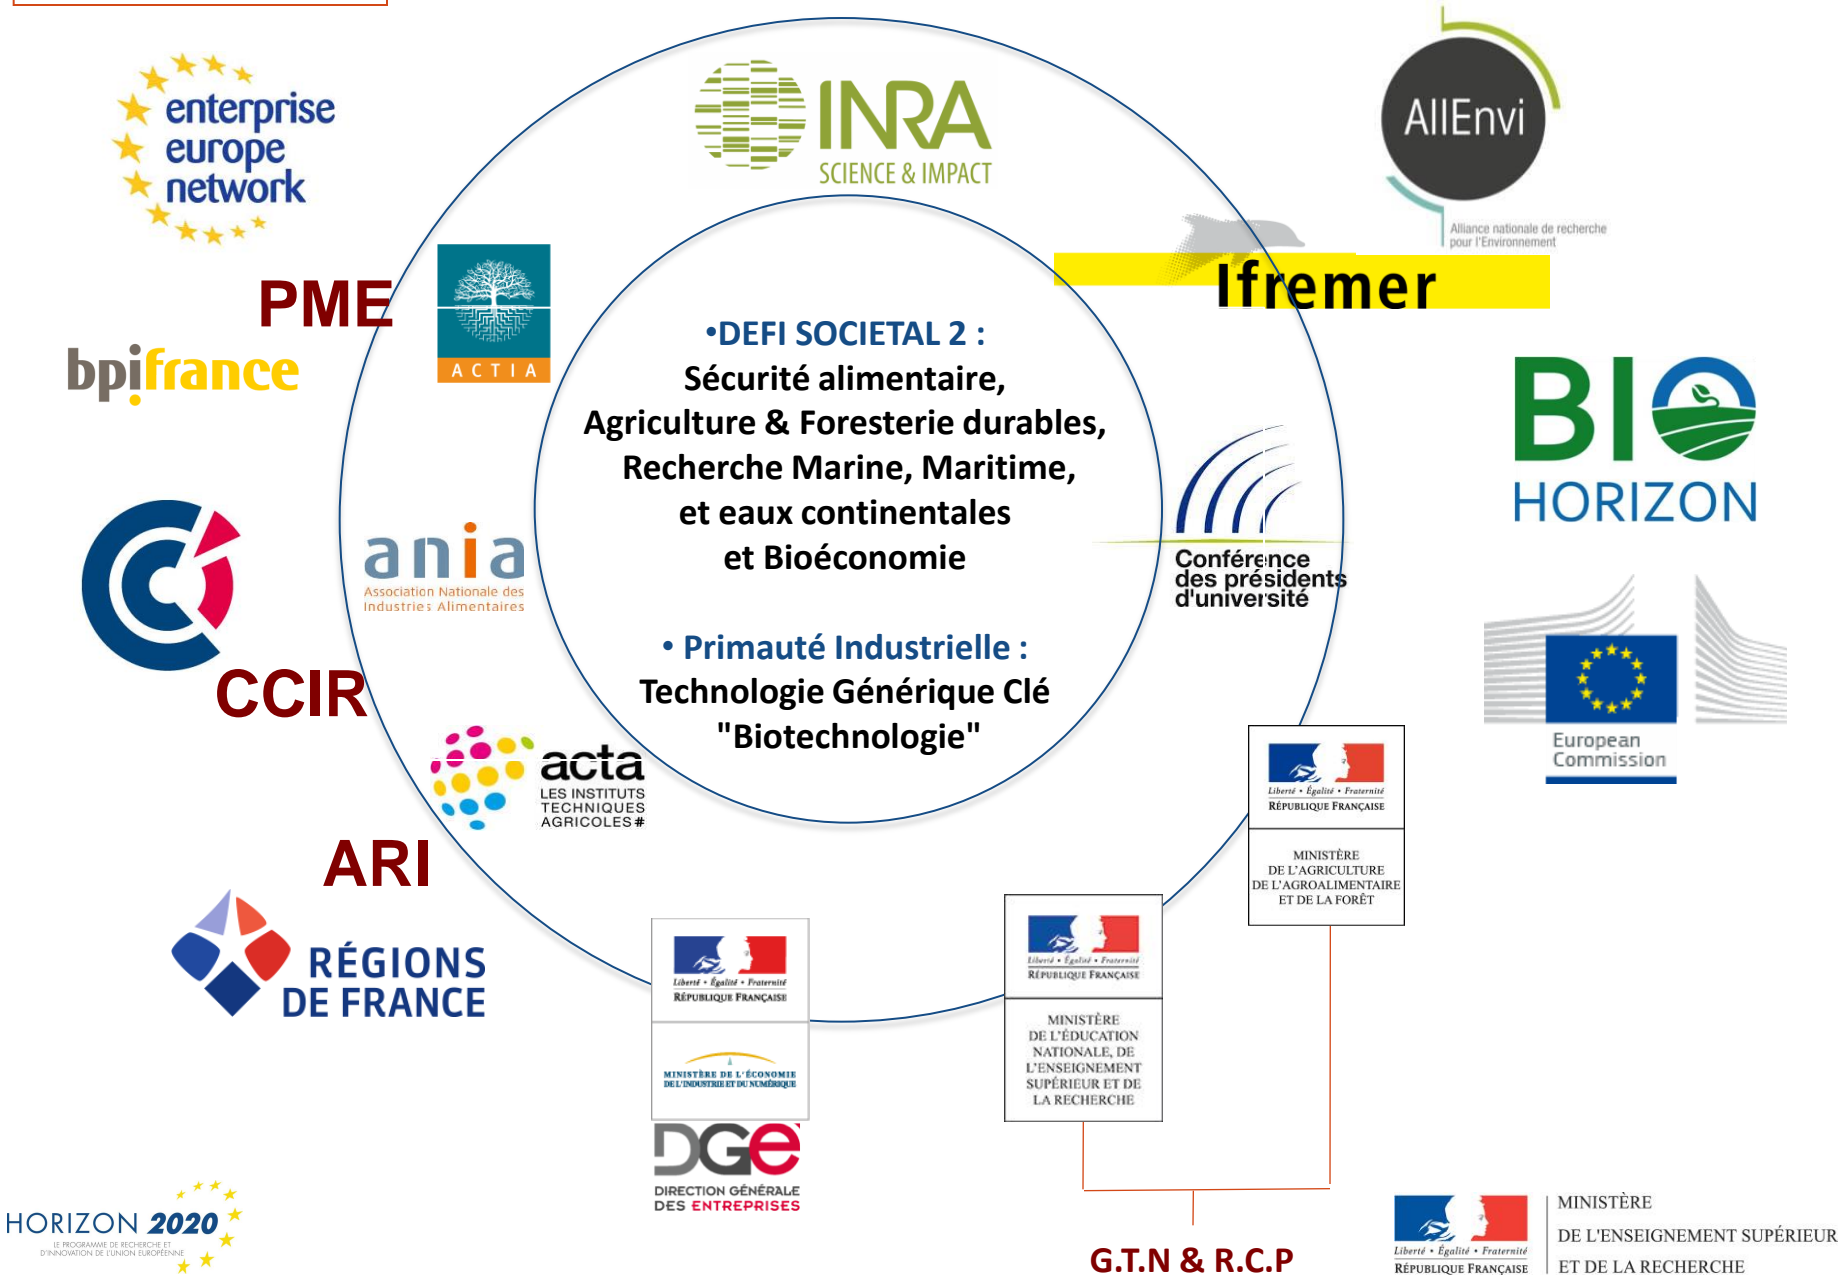 enterprise
europe
network
INRA
SCIENCE & IMPACT
AllEnvi
Alliance nationale de recherche
pour l'Environnement
Ifremer
PME
bpifrance
ACTIA
•DEFI SOCIETAL 2 :
Sécurité alimentaire,
Agriculture & Foresterie durables,
Recherche Marine, Maritime,
et eaux continentales
et Bioéconomie
• Primauté Industrielle :
Technologie Générique Clé
"Biotechnologie"
BIO
HORIZON
ania
Association Nationale des
Industries Alimentaires
Conférence
des présidents
d'université
CCIR
European
Commission
acta
LES INSTITUTS
TECHNIQUES
AGRICOLES#
ARI
RÉGIONS
DE FRANCE
Liberté • Égalité • Fraternité
RÉPUBLIQUE FRANÇAISE
MINISTÈRE
DE L'AGRICULTURE
DE L'AGROALIMENTAIRE
ET DE LA FORÊT
Liberté • Égalité • Fraternité
RÉPUBLIQUE FRANÇAISE
MINISTÈRE DE L'ÉCONOMIE
DE L'INDUSTRIE ET DU NUMÉRIQUE
DGE
DIRECTION GÉNÉRALE
DES ENTREPRISES
Liberté • Égalité • Fraternité
RÉPUBLIQUE FRANÇAISE
MINISTÈRE
DE L'ÉDUCATION
NATIONALE, DE
L'ENSEIGNEMENT
SUPÉRIEUR ET DE
LA RECHERCHE
G.T.N & R.C.P
HORIZON 2020
LE PROGRAMME DE RECHERCHE ET
D'INNOVATION DE L'UNION EUROPÉENNE
Liberté • Égalité • Fraternité
RÉPUBLIQUE FRANÇAISE
MINISTÈRE
DE L'ENSEIGNEMENT SUPÉRIEUR
ET DE LA RECHERCHE